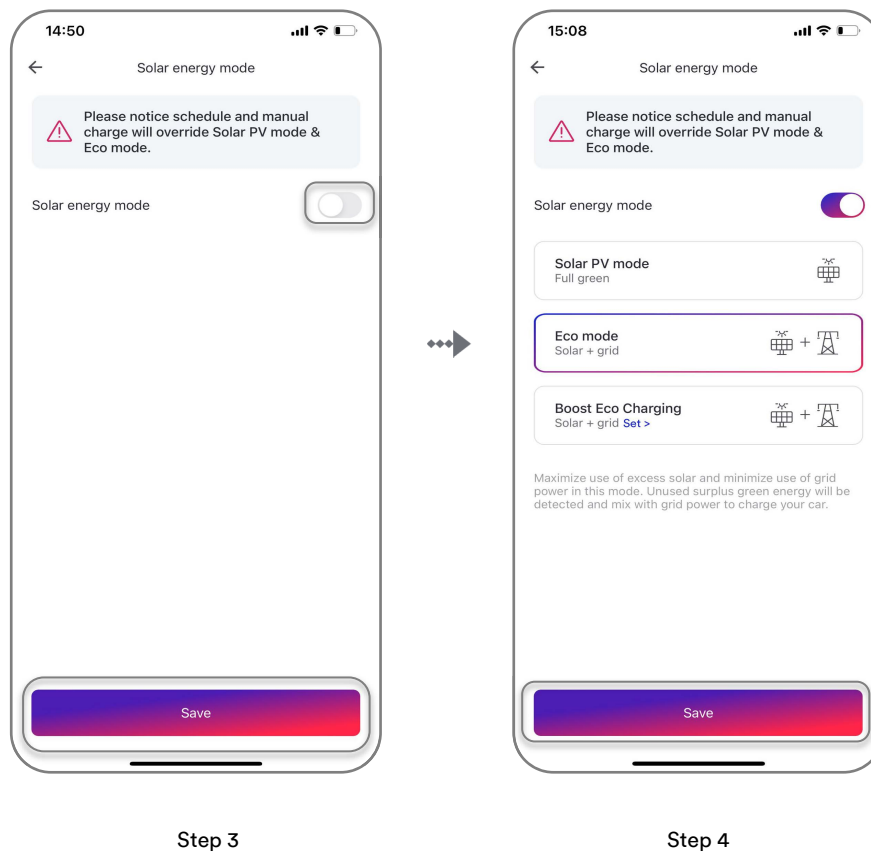 14:50
Solar energy mode
Please notice schedule and manual
charge will override Solar PV mode &
Eco mode.
Solar energy mode
Save
Step 3
15:08
Solar energy mode
Please notice schedule and manual
charge will override Solar PV mode &
Eco mode.
Solar energy mode
Solar PV mode
Full green
Eco mode
Solar + grid
+
Boost Eco Charging
Solar + grid Set >
+
Maximize use of excess solar and minimize use of grid
power in this mode. Unused surplus green energy will be
detected and mix with grid power to charge your car.
Save
Step 4